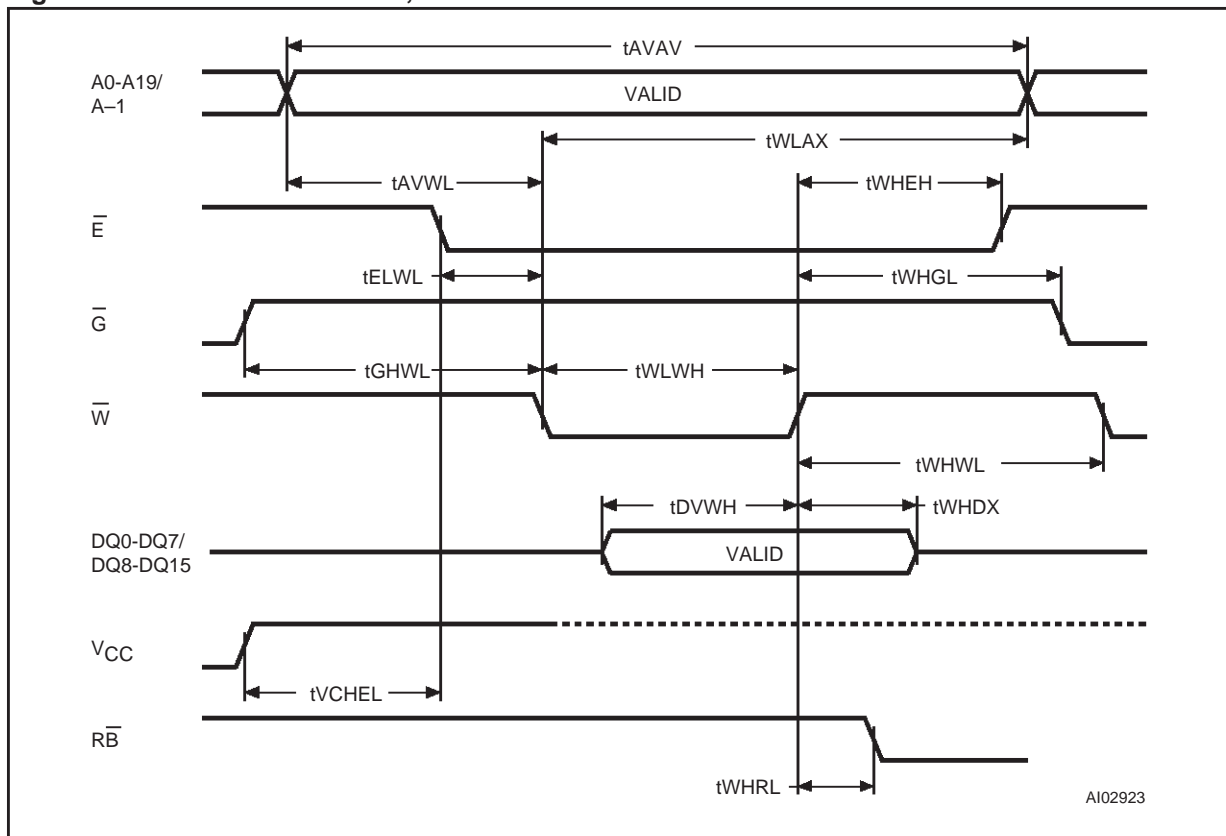 tAVAV
A0-A19/
A–1
VALID
tWLAX
tAVWL
tWHEH
E̅
tELWL
tWHGL
G̅
tGHWL
tWLWH
W̅
tWHWL
tDVWH
tWHDX
DQ0-DQ7/
DQ8-DQ15
VALID
VCC
tVCHEL
RB̅
tWHRL
AI02923